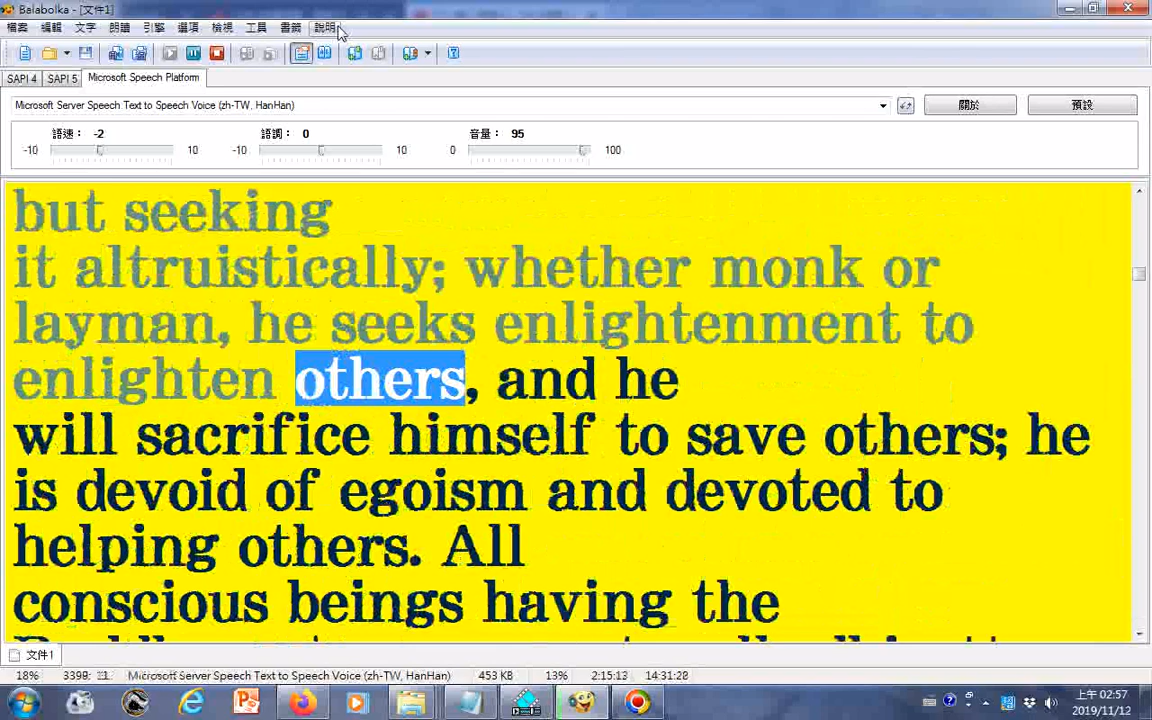 Balabolka - [文件1]
檔案 編輯 文字 朗讀 引擎 選項 檢視 工具 書籤 說明
SAPI 4 SAPI 5 Microsoft Speech Platform
Microsoft Server Speech Text to Speech Voice (zh-TW, HanHan) 關於 預設
語速： -2 語調： 0 音量： 95
-10 10 -10 10 0 100
but seeking
it altruistically; whether monk or
layman, he seeks enlightenment to
enlighten others, and he
will sacrifice himself to save others; he
is devoid of egoism and devoted to
helping others. All
conscious beings having the
文件1
18% Microsoft Server Speech Text to Speech Voice (zh-TW, HanHan) 453 KB 13% 2:15:13 14:31:28
上午 02:57
2019/11/12